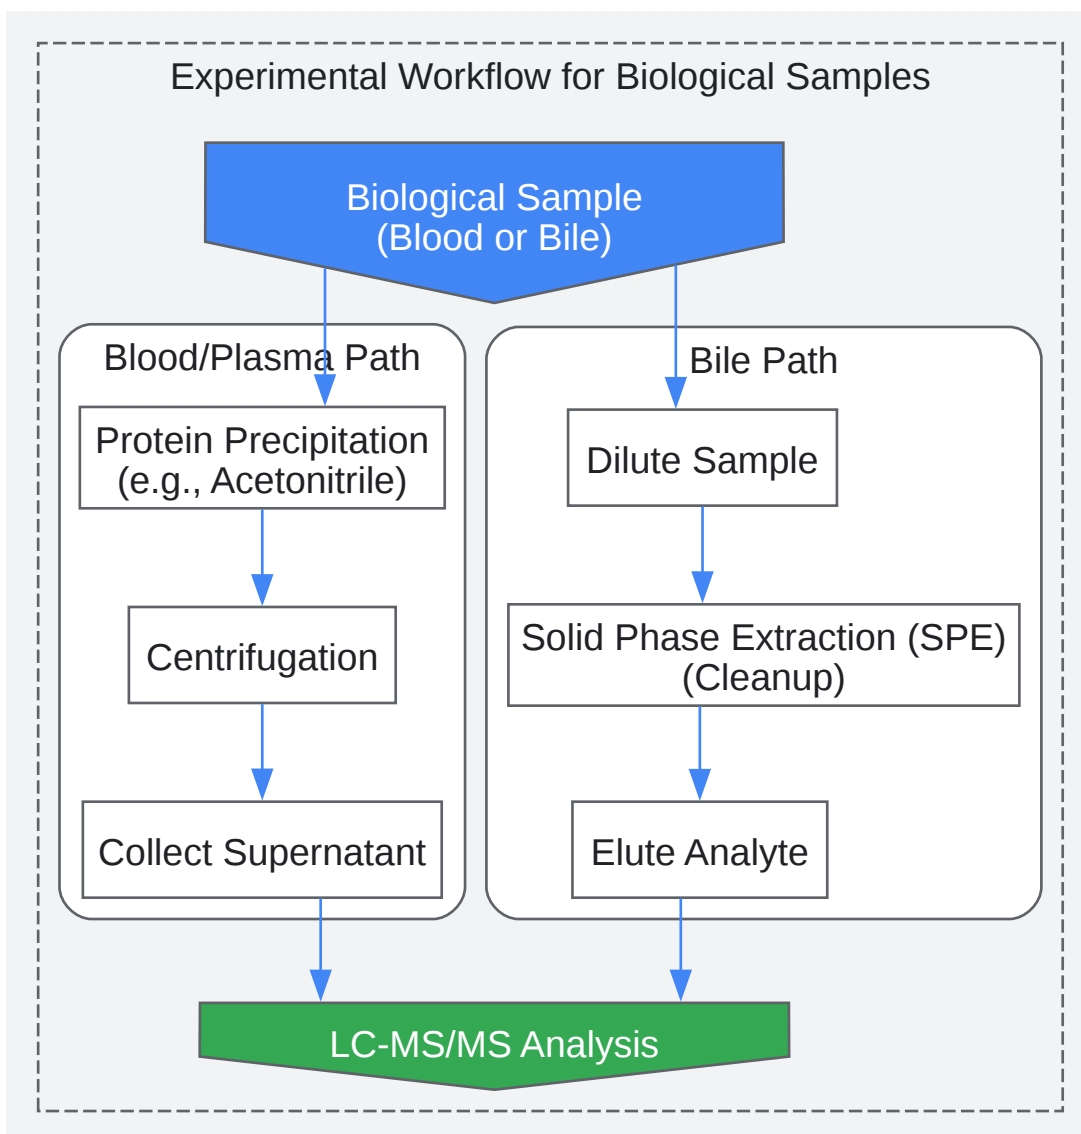 Experimental Workflow for Biological Samples
Biological Sample
(Blood or Bile)
Blood/Plasma Path
Protein Precipitation
(e.g., Acetonitrile)
Centrifugation
Collect Supernatant
Bile Path
Dilute Sample
Solid Phase Extraction (SPE)
(Cleanup)
Elute Analyte
LC-MS/MS Analysis